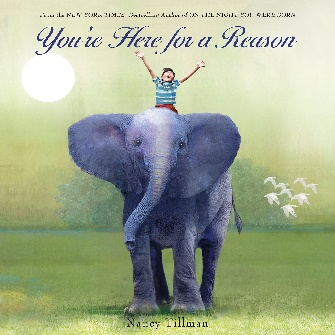 From the NEW YORK TIMES Bestselling Author of ON THE NIGHT YOU WERE BORN
You're Here for a Reason
Nancy Tillman